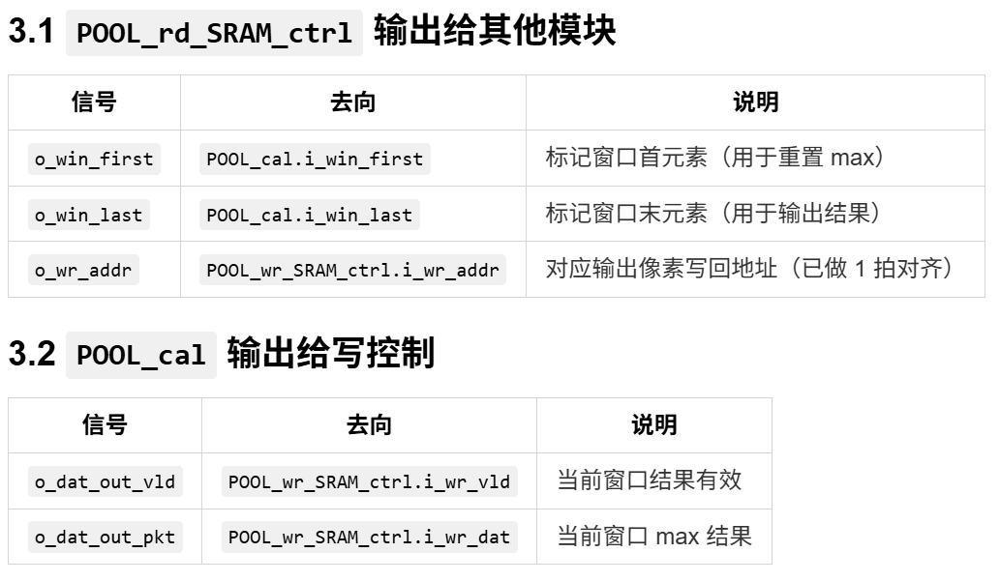 3.1 POOL_rd_SRAM_ctrl 输出给其他模块
信号 去向 说明
o_win_first POOL_cal.i_win_first 标记窗口首元素（用于重置 max）
o_win_last POOL_cal.i_win_last 标记窗口末元素（用于输出结果）
o_wr_addr POOL_wr_SRAM_ctrl.i_wr_addr 对应输出像素写回地址（已做 1 拍对齐）
3.2 POOL_cal 输出给写控制
信号 去向 说明
o_dat_out_vld POOL_wr_SRAM_ctrl.i_wr_vld 当前窗口结果有效
o_dat_out_pkt POOL_wr_SRAM_ctrl.i_wr_dat 当前窗口 max 结果